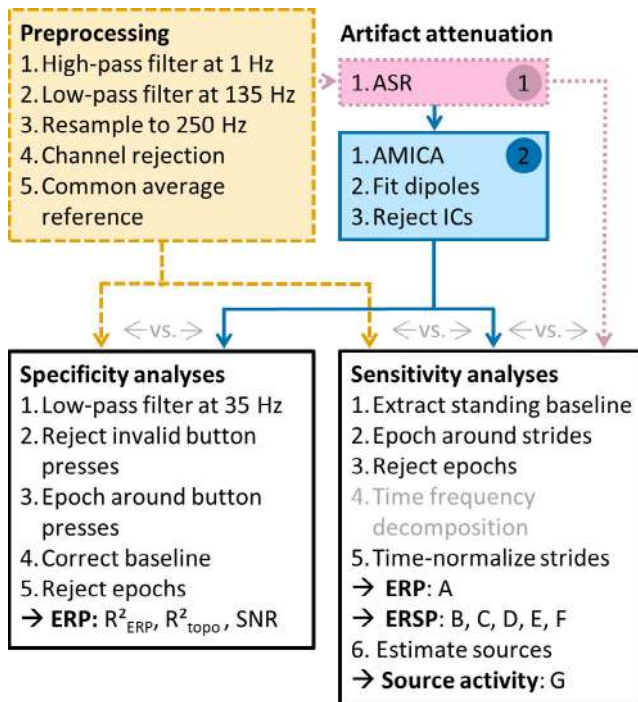 Preprocessing
1. High-pass filter at 1 Hz
2. Low-pass filter at 135 Hz
3. Resample to 250 Hz
4. Channel rejection
5. Common average
reference
Artifact attenuation
1. ASR
1
1. AMICA
2
2. Fit dipoles
3. Reject ICs
<-vs.->
<-vs.->
<-vs.->
Specificity analyses
1. Low-pass filter at 35 Hz
2. Reject invalid button
presses
3. Epoch around button
presses
4. Correct baseline
5. Reject epochs
→ ERP: R²ERP, R²topo, SNR
Sensitivity analyses
1. Extract standing baseline
2. Epoch around strides
3. Reject epochs
4. Time frequency
decomposition
5. Time-normalize strides
→ ERP: A
→ ERSP: B, C, D, E, F
6. Estimate sources
→ Source activity: G